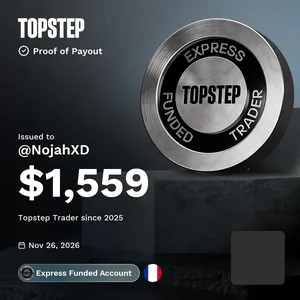 TOPSTEP
Proof of Payout
EXPRESS
TOPSTEP
FUNDED
TRADER
Issued to
@NojahXD
$1,559
Topstep Trader since 2025
Nov 26, 2026
Express Funded Account